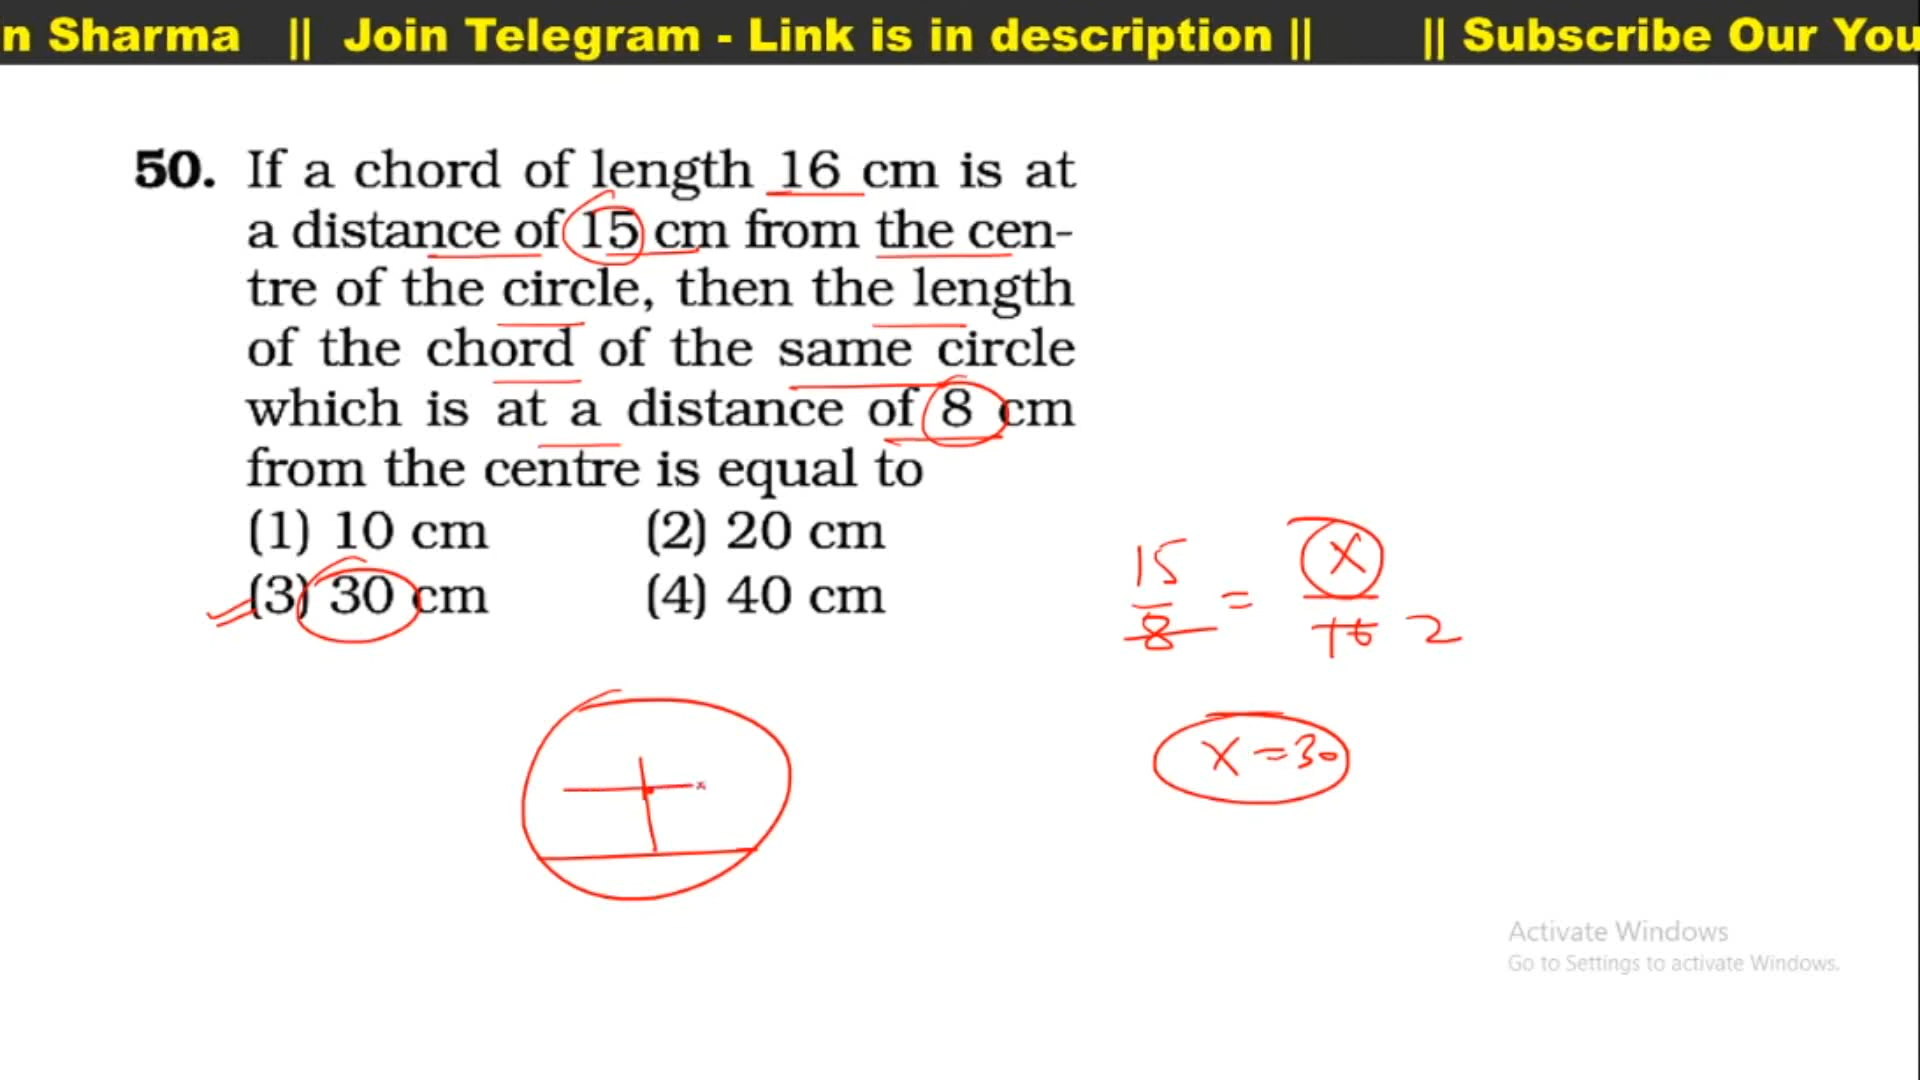 n Sharma || Join Telegram - Link is in description || || Subscribe Our You
50. If a chord of length 16 cm is at
a distance of 15 cm from the cen-
tre of the circle, then the length
of the chord of the same circle
which is at a distance of 8 cm
from the centre is equal to
(1) 10 cm (2) 20 cm
(3) 30 cm (4) 40 cm
15/8 = x/16 2
x = 30
Activate Windows
Go to Settings to activate Windows.